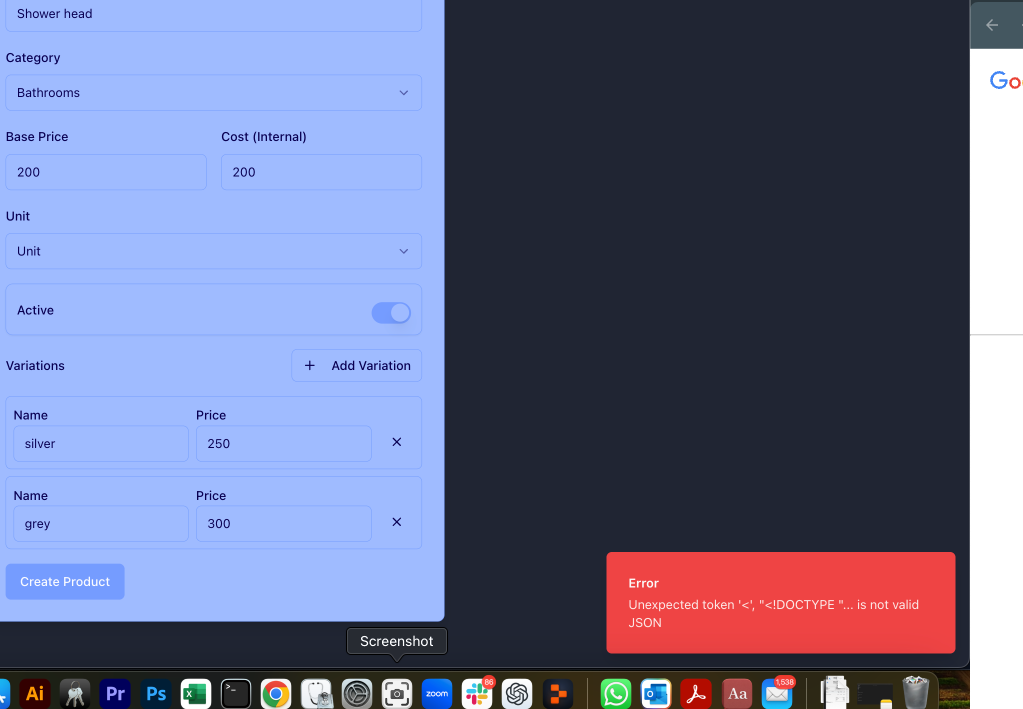 Shower head
Category
Bathrooms
Base Price
Cost (Internal)
200
200
Unit
Unit
Active
Variations
+ Add Variation
Name
Price
silver
250
Name
Price
grey
300
Create Product
Error
Unexpected token '<', "<!DOCTYPE "... is not valid
JSON
Screenshot
Goo
Ai
Pr
Ps
X
>_
zoom
86
Aa
1,538